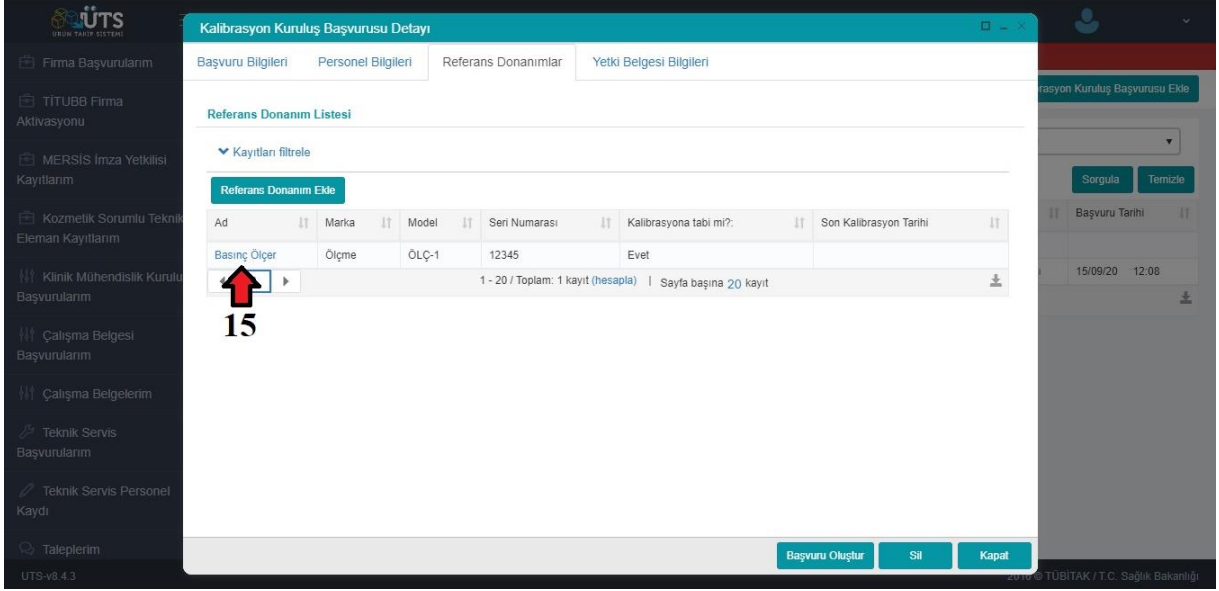 ÜTS
ÜRÜN TAKİP SİSTEMİ
Firma Başvurularım
TİTUBB Firma
Aktivasyonu
MERSİS İmza Yetkilisi
Kayıtlarım
Kozmetik Sorumlu Teknik
Eleman Kayıtlarım
Klinik Mühendislik Kurulu
Başvurularım
Çalışma Belgesi
Başvurularım
Çalışma Belgelerim
Teknik Servis
Başvurularım
Teknik Servis Personel
Kaydı
Taleplerim
UTS-v8.4.3
Kalibrasyon Kuruluş Başvurusu Detayı
Başvuru Bilgileri Personel Bilgileri Referans Donanımlar Yetki Belgesi Bilgileri
Referans Donanım Listesi
Kayıtları filtrele
Referans Donanım Ekle
Ad Marka Model Seri Numarası Kalibrasyona tabi mi?: Son Kalibrasyon Tarihi
Basınç Ölçer Ölçme ÖLÇ-1 12345 Evet
1 - 20 / Toplam: 1 kayıt (hesapla) | Sayfa başına 20 kayıt
15
Başvuru Oluştur Sil Kapat
rasyon Kuruluş Başvurusu Ekle
Sorgula Temizle
Başvuru Tarihi
15/09/20 12:08
2016 © TÜBİTAK / T.C. Sağlık Bakanlığı